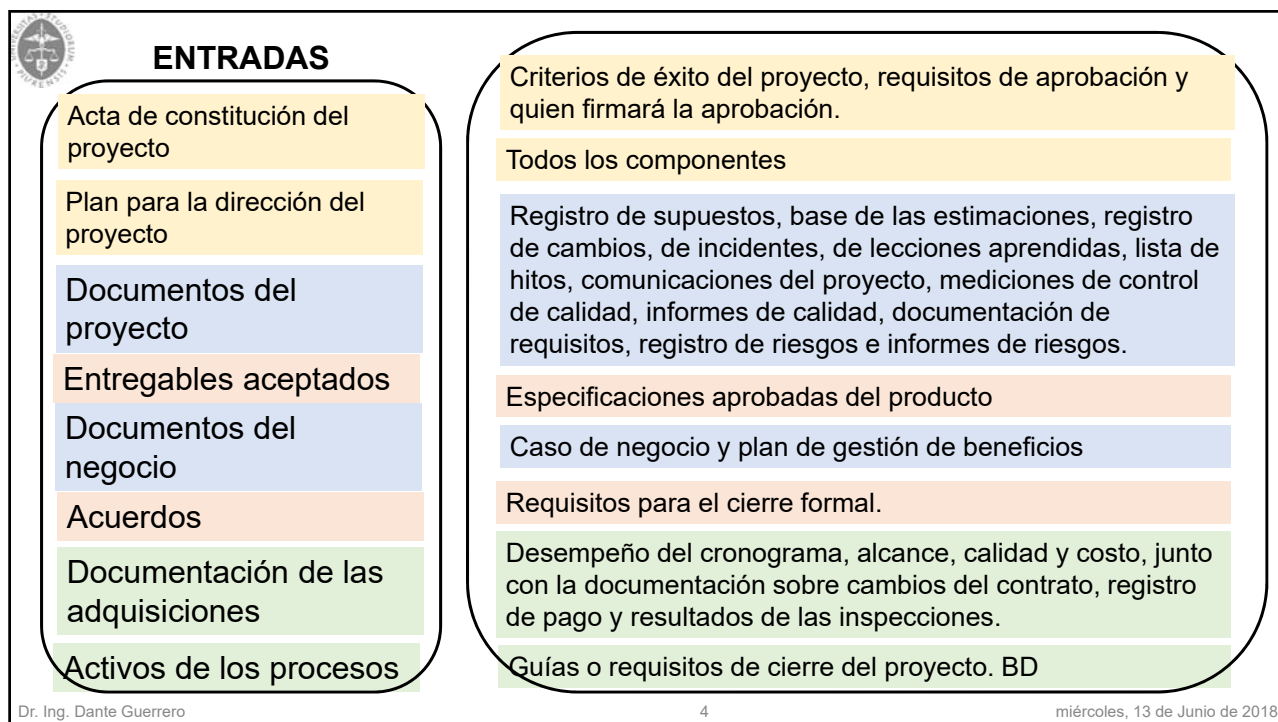 ENTRADAS
Acta de constitución del
proyecto
Plan para la dirección del
proyecto
Documentos del
proyecto
Entregables aceptados
Documentos del
negocio
Acuerdos
Documentación de las
adquisiciones
Activos de los procesos
Criterios de éxito del proyecto, requisitos de aprobación y
quien firmará la aprobación.
Todos los componentes
Registro de supuestos, base de las estimaciones, registro
de cambios, de incidentes, de lecciones aprendidas, lista de
hitos, comunicaciones del proyecto, mediciones de control
de calidad, informes de calidad, documentación de
requisitos, registro de riesgos e informes de riesgos.
Especificaciones aprobadas del producto
Caso de negocio y plan de gestión de beneficios
Requisitos para el cierre formal.
Desempeño del cronograma, alcance, calidad y costo, junto
con la documentación sobre cambios del contrato, registro
de pago y resultados de las inspecciones.
Guías o requisitos de cierre del proyecto. BD
Dr. Ing. Dante Guerrero
4
miércoles, 13 de Junio de 2018